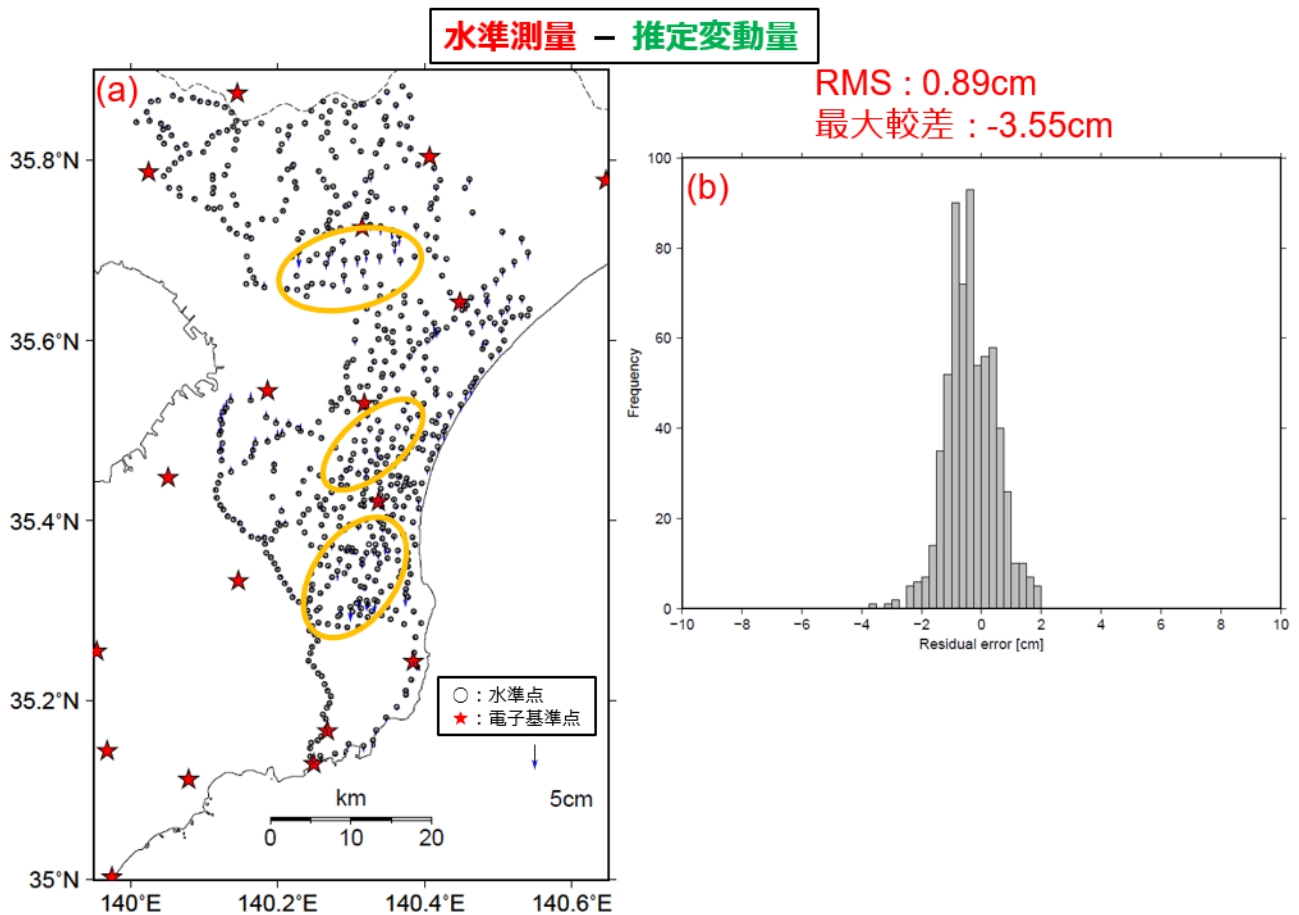 水準測量 − 推定変動量
(a)
35.8°N
35.6°N
35.4°N
35.2°N
35°N
140°E 140.2°E 140.4°E 140.6°E
○：水準点
★：電子基準点
5cm
km
0 10 20
RMS : 0.89cm
最大較差 : -3.55cm
(b)
Frequency
100
80
60
40
20
0
−10 −8 −6 −4 −2 0 2 4 6 8 10
Residual error [cm]